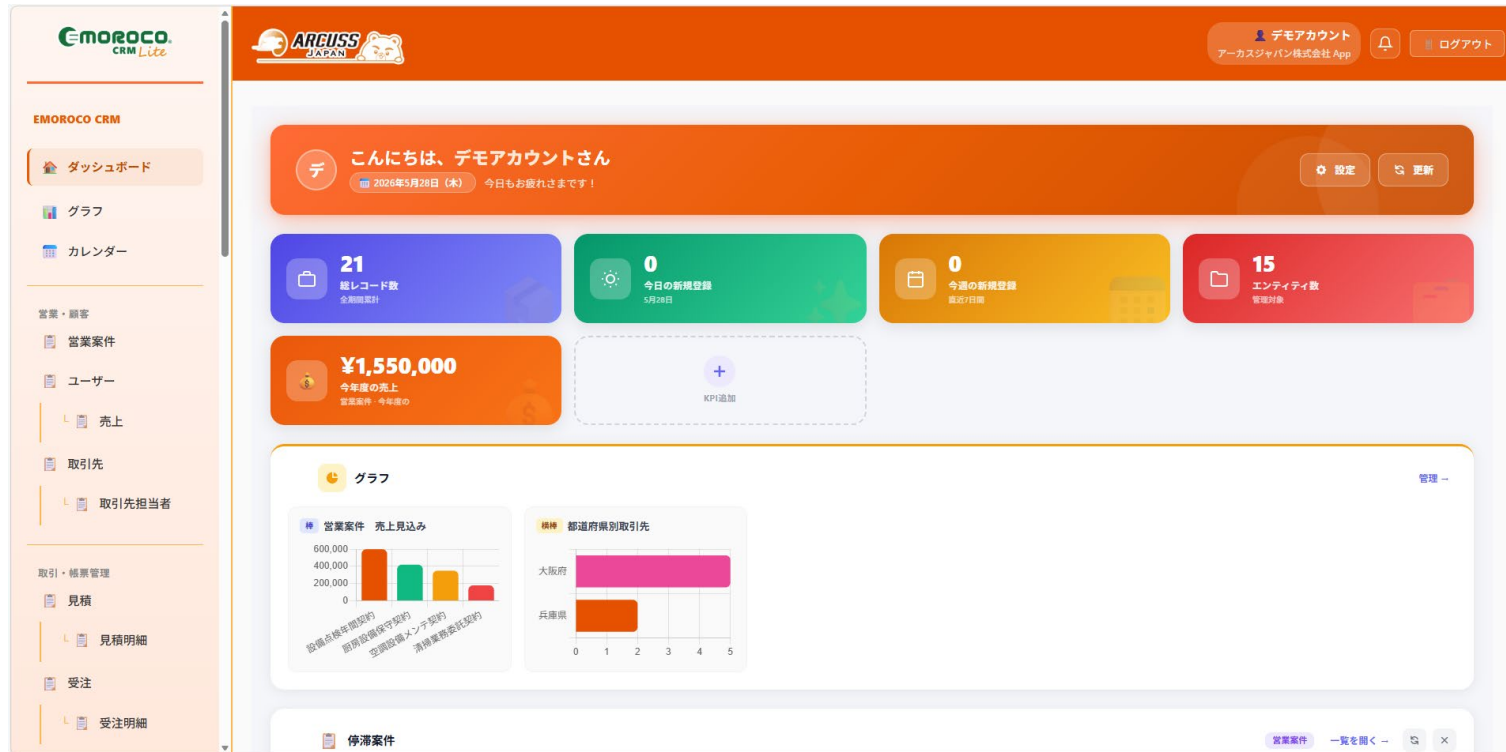 EMOROCO
CRM Lite
ARCUSS
JAPAN
デモアカウント
アーカスジャパン株式会社 App
ログアウト
EMOROCO CRM
ダッシュボード
グラフ
カレンダー
営業・顧客
営業案件
ユーザー
└ 売上
取引先
└ 取引先担当者
取引・帳票管理
見積
└ 見積明細
受注
└ 受注明細
デ
こんにちは、デモアカウントさん
2026年5月28日（木） 今日もお疲れさまです！
設定
更新
21
総レコード数
全期間累計
0
今日の新規登録
5月28日
0
今週の新規登録
直近7日間
15
エンティティ数
管理対象
¥1,550,000
今年度の売上
営業案件 · 今年度の
+
KPI追加
グラフ
管理 →
棒 営業案件 売上見込み
600,000
400,000
200,000
0
設備点検年間契約
厨房設備保守契約
空調設備メンテ契約
清掃業務委託契約
横棒 都道府県別取引先
大阪府
兵庫県
0 1 2 3 4 5
停滞案件
営業案件 一覧を開く → ×